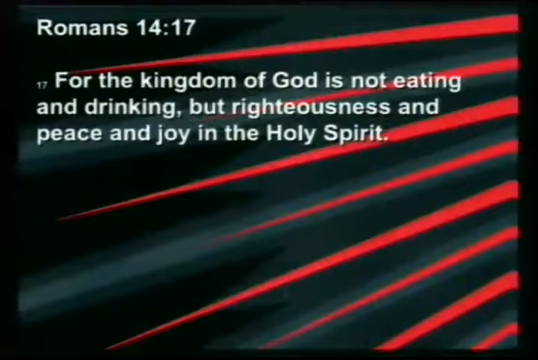 Romans 14:17
17 For the kingdom of God is not eating
and drinking, but righteousness and
peace and joy in the Holy Spirit.